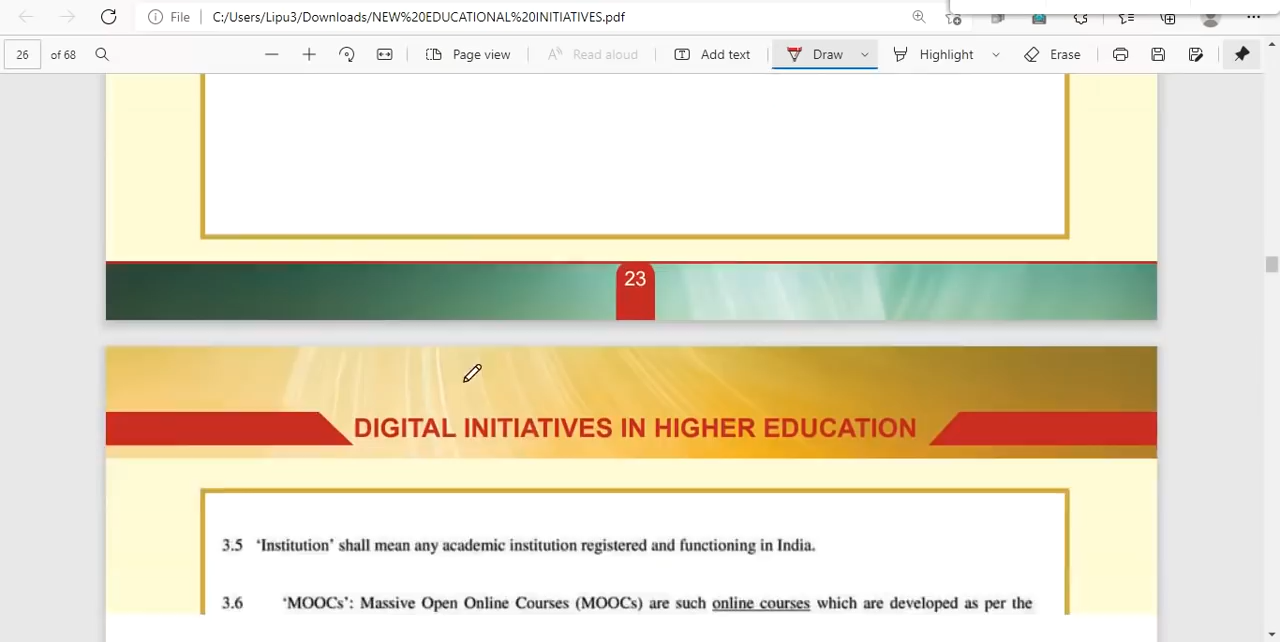 File C:/Users/Lipu3/Downloads/NEW%20EDUCATIONAL%20INITIATIVES.pdf
26 of 68 Page view Read aloud Add text Draw Highlight Erase
23
DIGITAL INITIATIVES IN HIGHER EDUCATION
3.5 ‘Institution’ shall mean any academic institution registered and functioning in India.
3.6 ‘MOOCs’: Massive Open Online Courses (MOOCs) are such online courses which are developed as per the